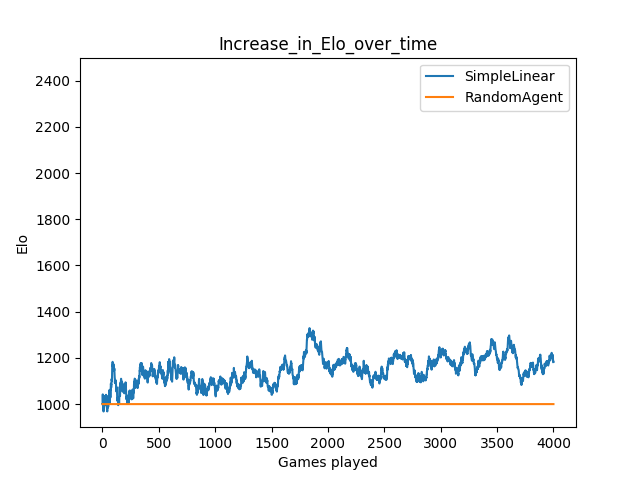 Increase_in_Elo_over_time
SimpleLinear
RandomAgent
2400
2200
2000
1800
1600
1400
1200
1000
Elo
0 500 1000 1500 2000 2500 3000 3500 4000
Games played